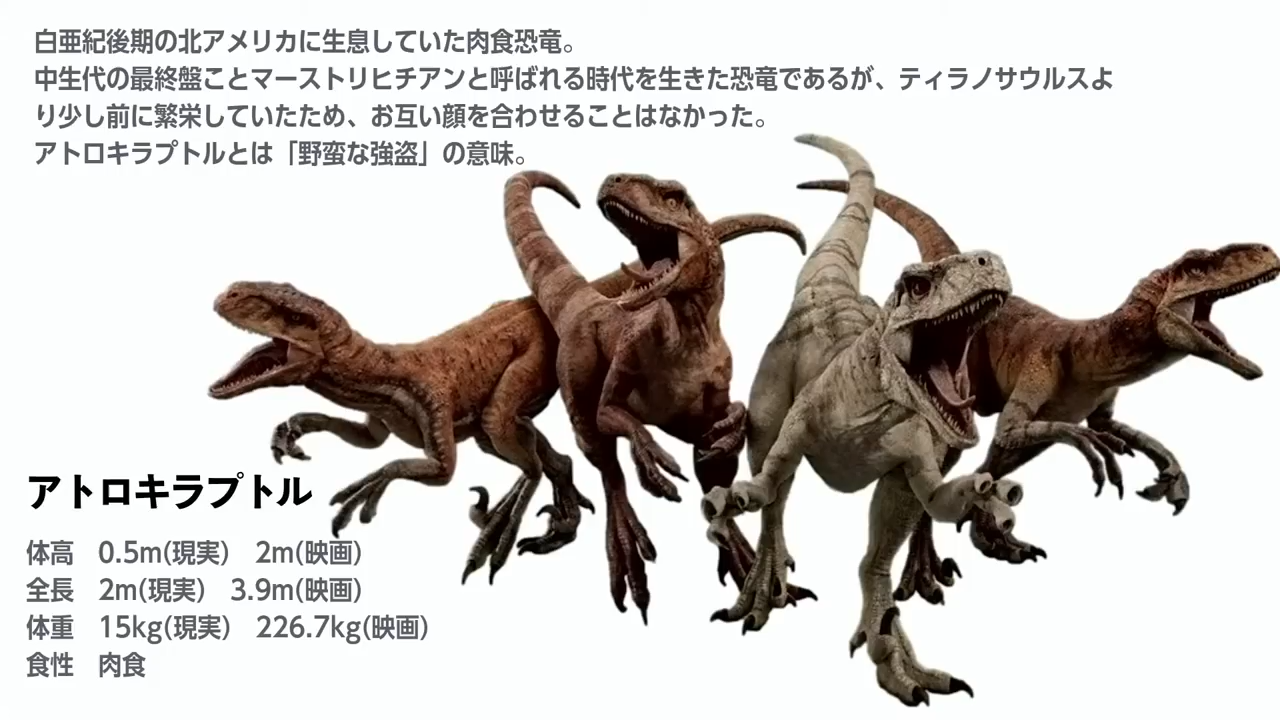 白亜紀後期の北アメリカに生息していた肉食恐竜。
中生代の最終盤ことマーストリヒチアンと呼ばれる時代を生きた恐竜であるが、ティラノサウルスよ
り少し前に繁栄していたため、お互い顔を合わせることはなかった。
アトロキラプトルとは「野蛮な強盗」の意味。
アトロキラプトル
体高 0.5m(現実) 2m(映画)
全長 2m(現実) 3.9m(映画)
体重 15kg(現実) 226.7kg(映画)
食性 肉食